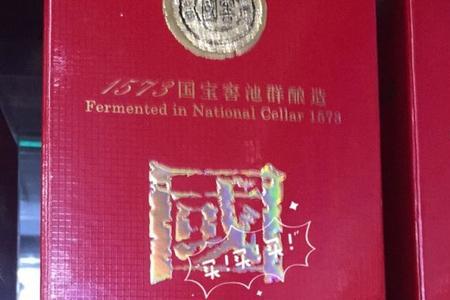 1573国宝窖池群酿造
Fermented in National Cellar 1573
买!买!买!